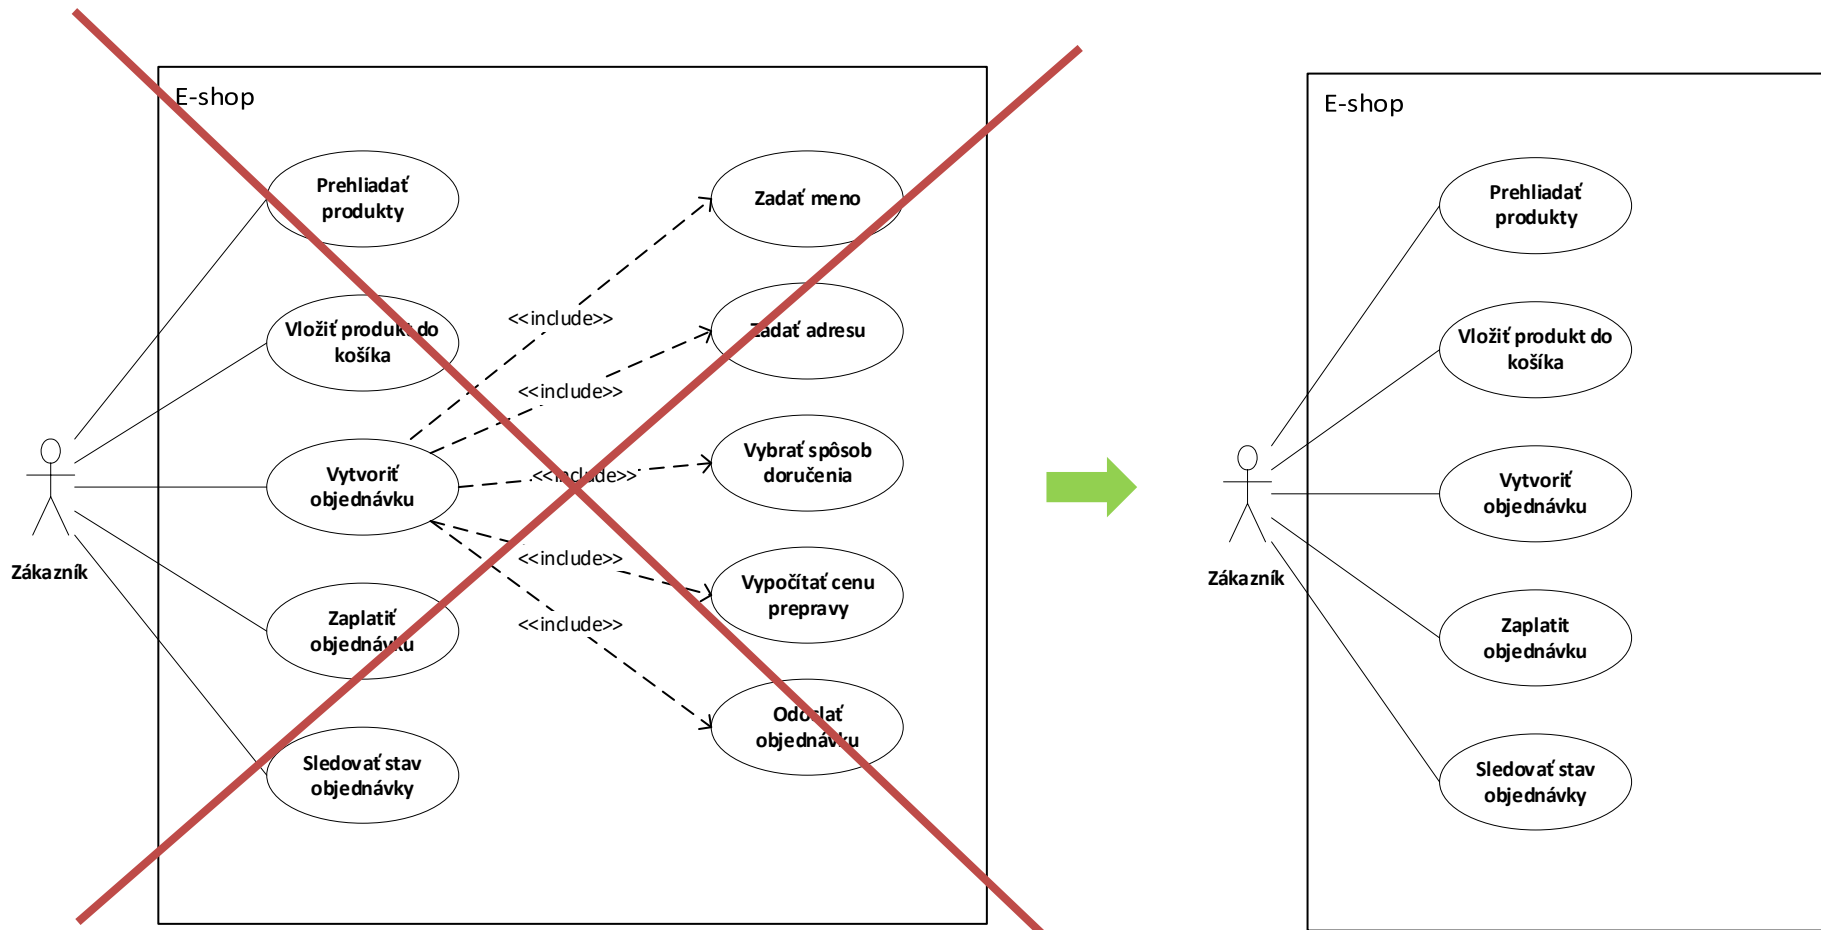 E-shop
Prehliadať
produkty
Vložiť produkt do
košíka
Vytvoriť
objednávku
Zaplatiť
objednávku
Sledovať stav
objednávky
Zákazník
<<include>>
<<include>>
<<include>>
<<include>>
<<include>>
Zadať meno
Zadať adresu
Vybrať spôsob
doručenia
Vypočítať cenu
prepravy
Odoslať
objednávku
E-shop
Prehliadať
produkty
Vložiť produkt do
košíka
Vytvoriť
objednávku
Zaplatit
objednávku
Sledovať stav
objednávky
Zákazník